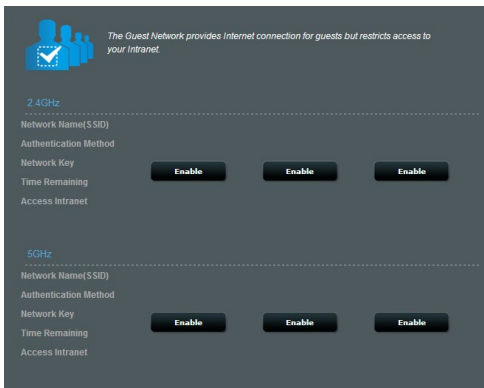 The Guest Network provides Internet connection for guests but restricts access to
your Intranet.
2.4GHz
Network Name(SSID)
Authentication Method
Network Key
Enable Enable Enable
Time Remaining
Access Intranet
5GHz
Network Name(SSID)
Authentication Method
Network Key
Enable Enable Enable
Time Remaining
Access Intranet